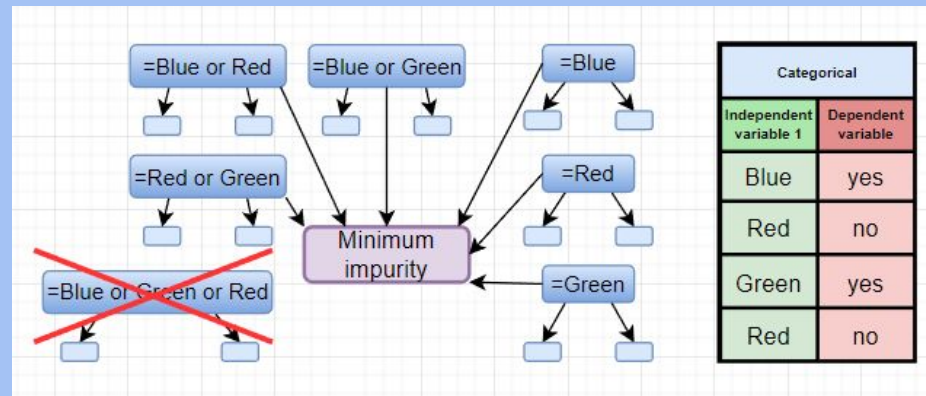 =Blue or Red
=Blue or Green
=Blue
=Red or Green
=Red
Minimum
impurity
=Blue or Green or Red
=Green
Categorical
Independent
variable 1
Dependent
variable
Blue
yes
Red
no
Green
yes
Red
no